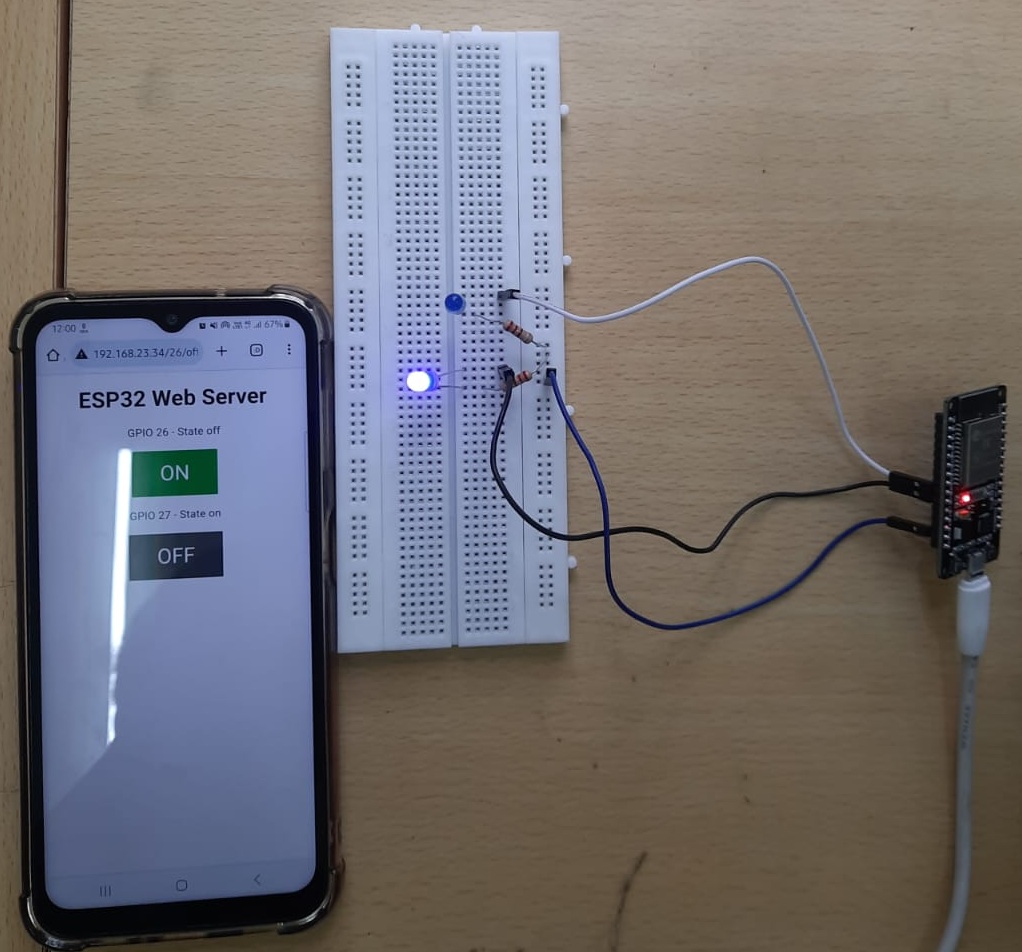 12:00
67%
192.168.23.34/26/of
ESP32 Web Server
GPIO 26 - State off
ON
GPIO 27 - State on
OFF